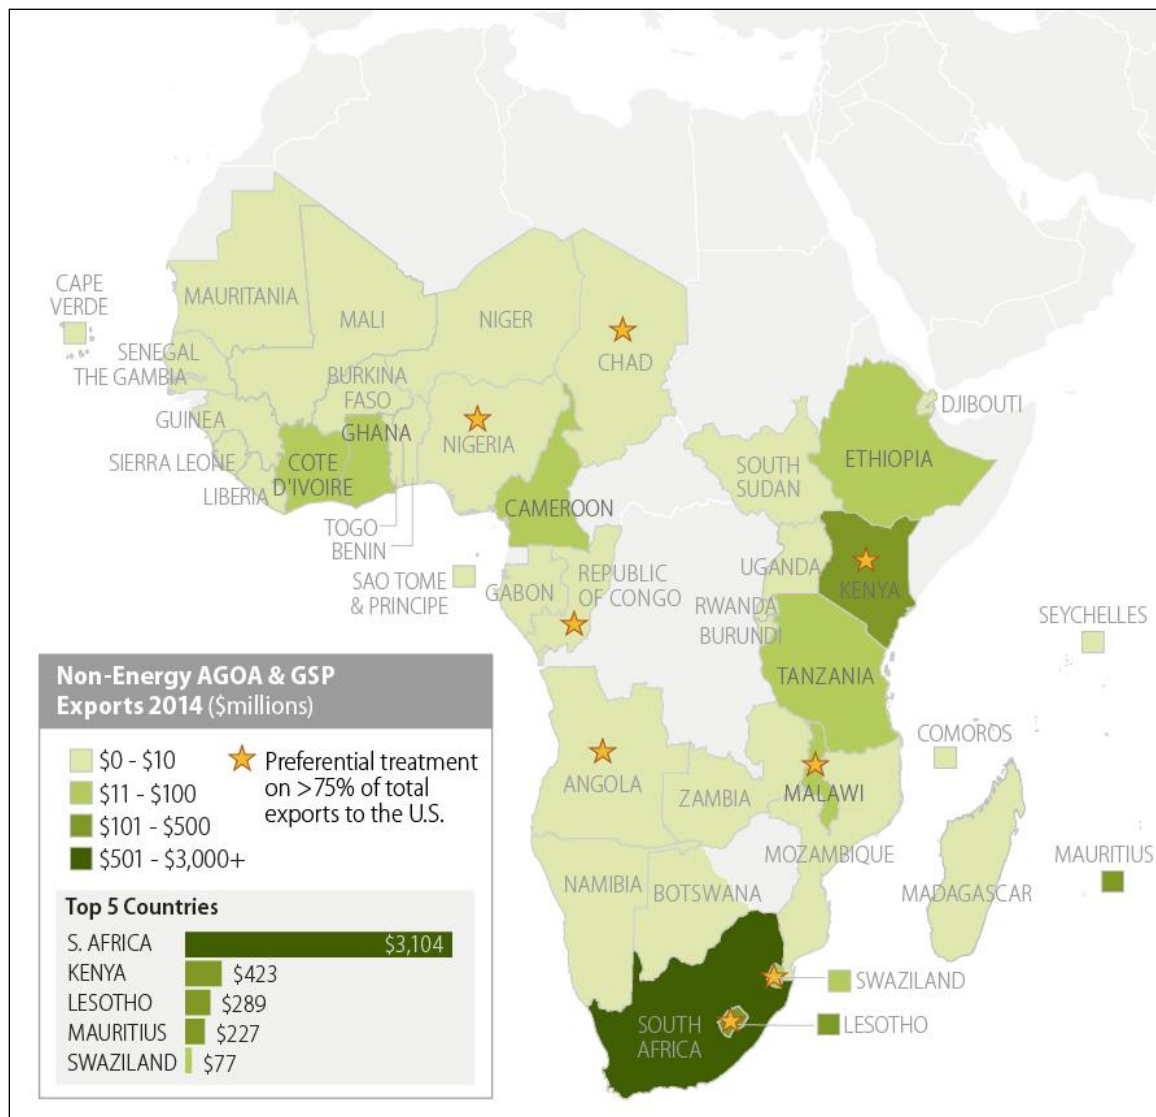 CAPE
VERDE
MAURITANIA
MALI
NIGER
CHAD
SENEGAL
THE GAMBIA
BURKINA
FASO
GUINEA
GHANA
NIGERIA
DJIBOUTI
SIERRA LEONE
COTE
D'IVOIRE
SOUTH
SUDAN
ETHIOPIA
LIBERIA
CAMEROON
TOGO
BENIN
SAO TOME
& PRINCIPE
GABON
REPUBLIC
OF CONGO
UGANDA
KENYA
RWANDA
BURUNDI
SEYCHELLES
TANZANIA
COMOROS
ANGOLA
ZAMBIA
MALAWI
MOZAMBIQUE
MAURITIUS
NAMIBIA
BOTSWANA
MADAGASCAR
SWAZILAND
SOUTH
AFRICA
LESOTHO
Non-Energy AGOA & GSP
Exports 2014 ($millions)
$0 - $10
$11 - $100
$101 - $500
$501 - $3,000+
Preferential treatment
on >75% of total
exports to the U.S.
Top 5 Countries
S. AFRICA $3,104
KENYA $423
LESOTHO $289
MAURITIUS $227
SWAZILAND $77